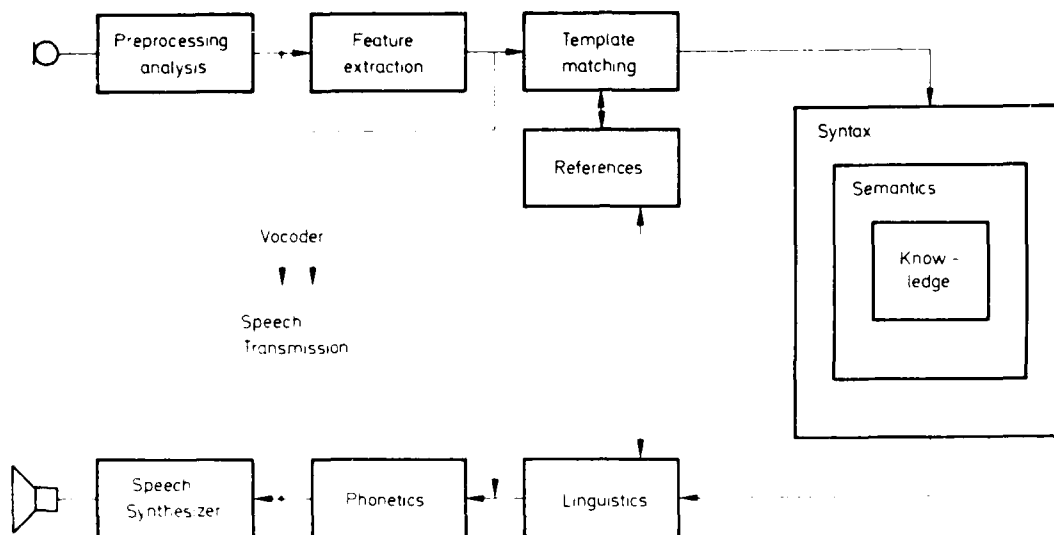 Preprocessing
analysis
Feature
extraction
Template
matching
References
Syntax
Semantics
Know-
ledge
Vocoder
Speech
Transmission
Speech
Synthesizer
Phonetics
Linguistics